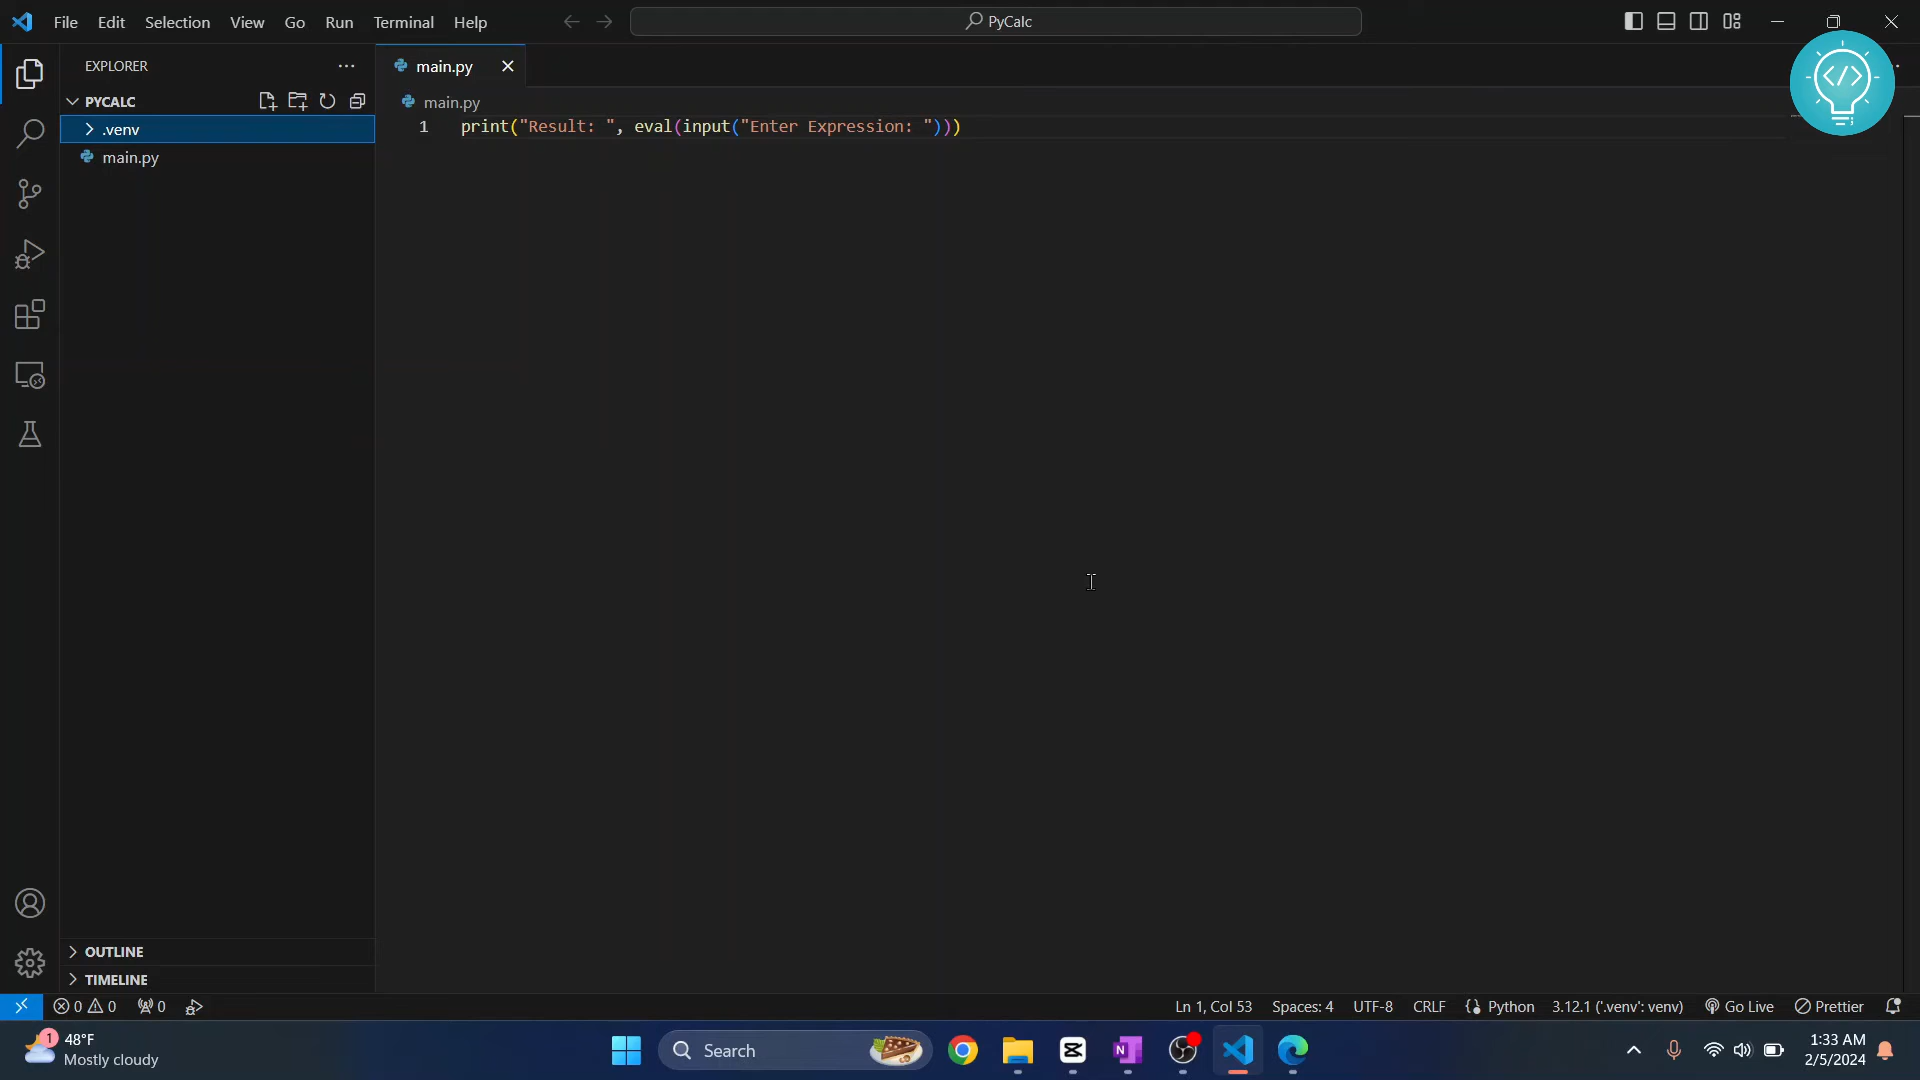 File Edit Selection View Go Run Terminal Help
PyCalc
EXPLORER
main.py
PYCALC
main.py
.venv
1 print("Result: ", eval(input("Enter Expression: ")))
main.py
</>
OUTLINE
TIMELINE
0 0 0
Ln 1, Col 53 Spaces: 4 UTF-8 CRLF {} Python 3.12.1 ('.venv': venv) Go Live Prettier
1
48°F
Mostly cloudy
Search
N
1:33 AM
2/5/2024